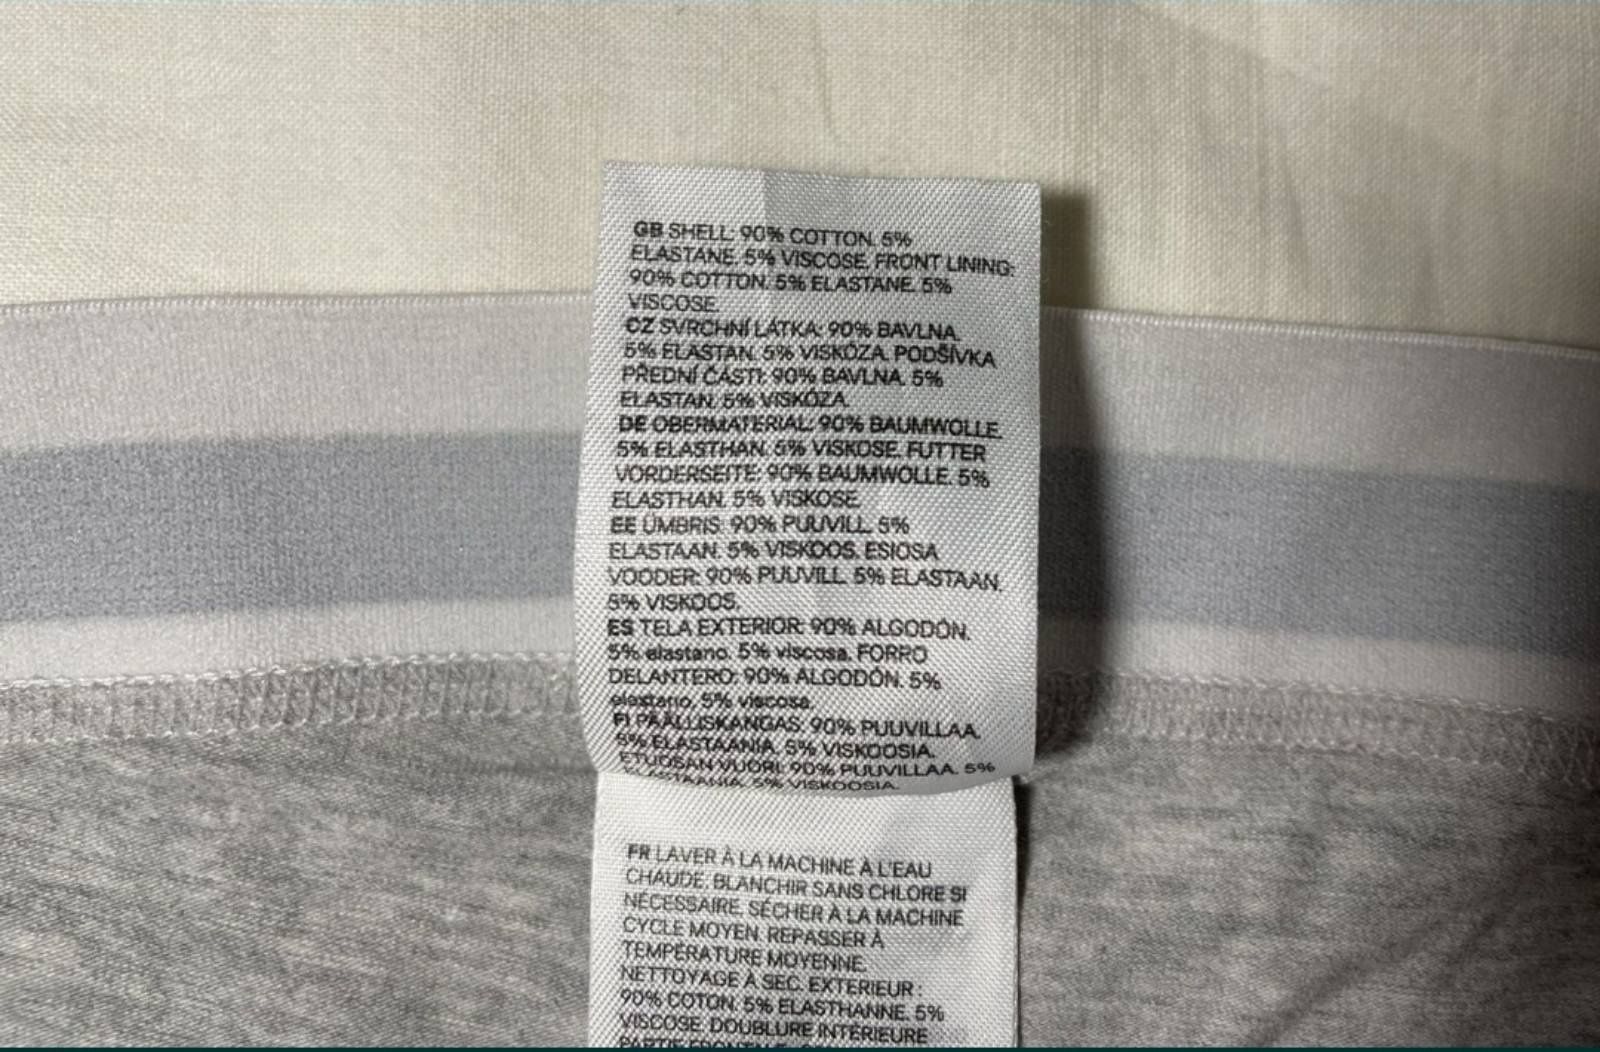 GB SHELL: 90% COTTON. 5%
ELASTANE. 5% VISCOSE. FRONT LINING:
90% COTTON. 5% ELASTANE. 5%
VISCOSE.
CZ SVRCHNÍ LÁTKA: 90% BAVLNA.
5% ELASTAN. 5% VISKÓZA. PODŠÍVKA
PŘEDNÍ ČÁSTI: 90% BAVLNA. 5%
ELASTAN. 5% VISKÓZA.
DE OBERMATERIAL: 90% BAUMWOLLE.
5% ELASTHAN. 5% VISKOSE. FUTTER
VORDERSEITE: 90% BAUMWOLLE. 5%
ELASTHAN. 5% VISKOSE.
EE ÜMBRIS: 90% PUUVILL. 5%
ELASTAAN. 5% VISKOOS. ESIOSA
VOODER: 90% PUUVILL. 5% ELASTAAN.
5% VISKOOS.
ES TELA EXTERIOR: 90% ALGODÓN.
5% elastano. 5% viscosa. FORRO
DELANTERO: 90% ALGODÓN. 5%
elastano. 5% viscosa.
FI PÄÄLLISKANGAS: 90% PUUVILLAA.
5% ELASTAANIA. 5% VISKOOSIA.
ETUOSAN VUORI: 90% PUUVILLAA. 5%
ELASTAANIA. 5% VISKOOSIA.
FR LAVER À LA MACHINE À L'EAU
CHAUDE. BLANCHIR SANS CHLORE SI
NÉCESSAIRE. SÉCHER À LA MACHINE
CYCLE MOYEN. REPASSER À
TEMPÉRATURE MOYENNE.
NETTOYAGE À SEC. EXTERIEUR :
90% COTON. 5% ELASTHANNE. 5%
VISCOSE. DOUBLURE INTÉRIEURE
PARTIE FRONTALE